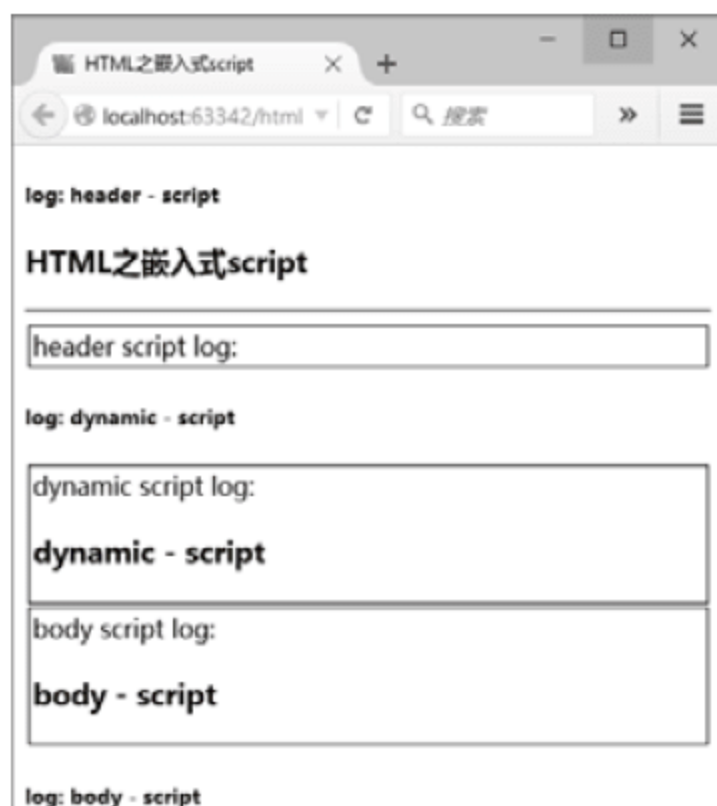 HTML之嵌入式script
localhost:63342/html
搜索
log: header - script
HTML之嵌入式script
header script log:
log: dynamic - script
dynamic script log:
dynamic - script
body script log:
body - script
log: body - script